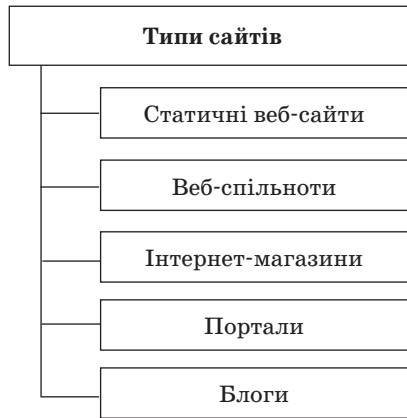 Типи сайтів
Статичні веб-сайти
Веб-спільноти
Інтернет-магазини
Портали
Блоги